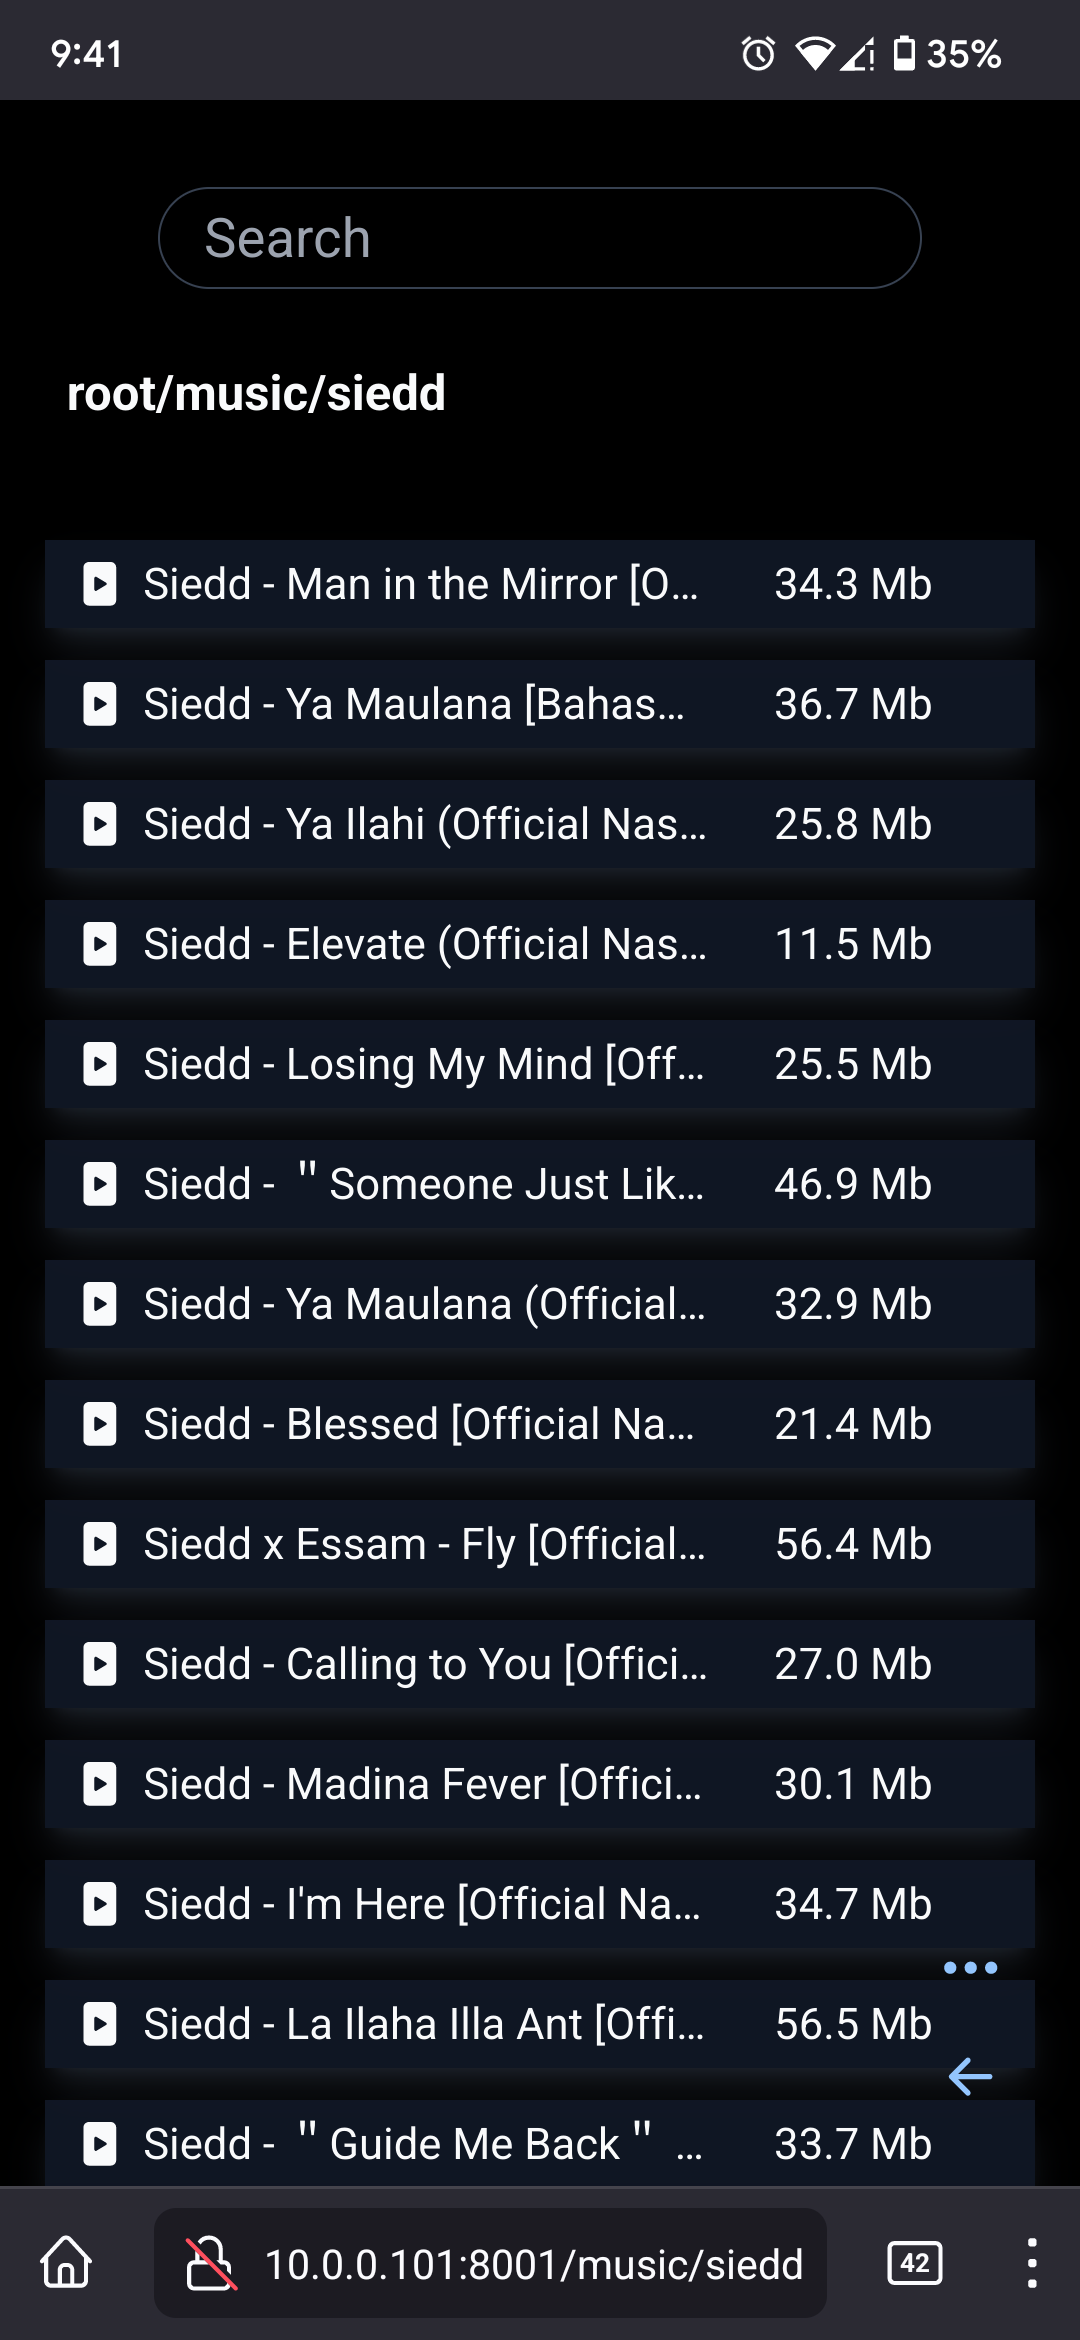 9:41 35%
Search
root/music/siedd
Siedd - Man in the Mirror [O... 34.3 Mb
Siedd - Ya Maulana [Bahas... 36.7 Mb
Siedd - Ya Ilahi (Official Nas... 25.8 Mb
Siedd - Elevate (Official Nas... 11.5 Mb
Siedd - Losing My Mind [Off... 25.5 Mb
Siedd - ＂Someone Just Lik... 46.9 Mb
Siedd - Ya Maulana (Official... 32.9 Mb
Siedd - Blessed [Official Na... 21.4 Mb
Siedd x Essam - Fly [Official... 56.4 Mb
Siedd - Calling to You [Offici... 27.0 Mb
Siedd - Madina Fever [Offici... 30.1 Mb
Siedd - I'm Here [Official Na... 34.7 Mb
Siedd - La Ilaha Illa Ant [Offi... 56.5 Mb
Siedd - ＂Guide Me Back＂ ... 33.7 Mb
10.0.0.101:8001/music/siedd 42